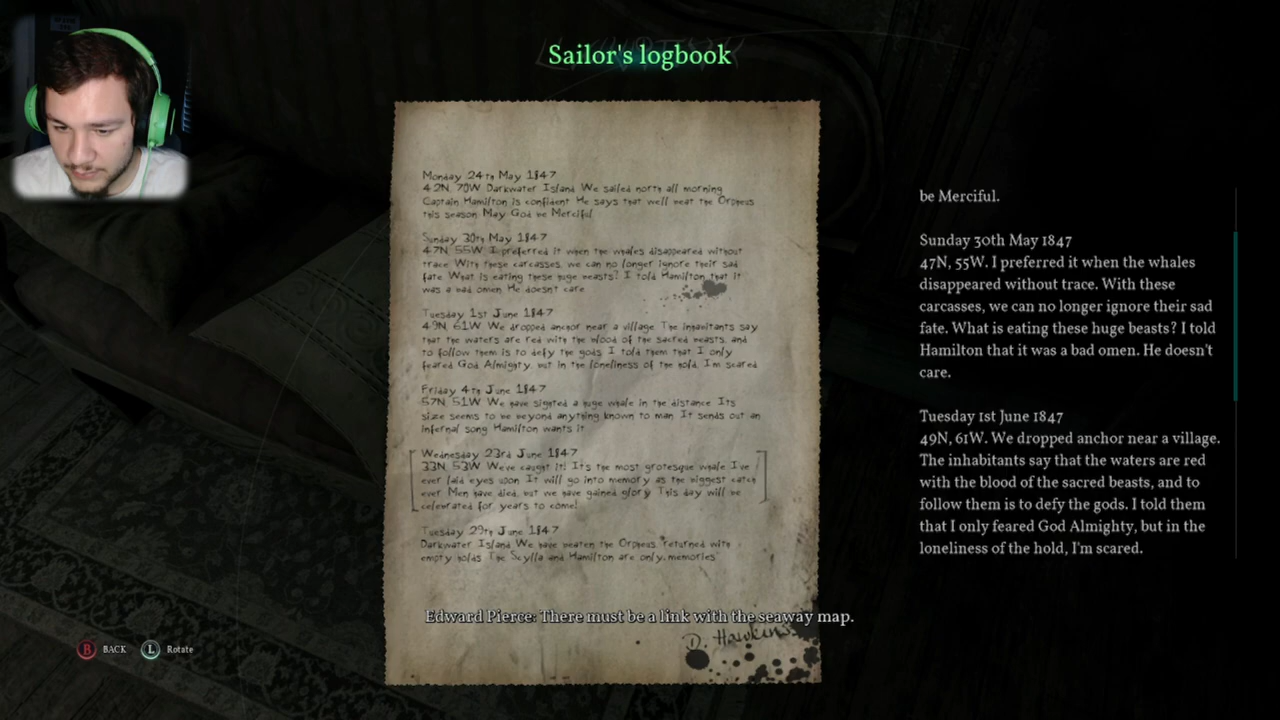 Sailor's logbook
Monday 24th May 1847
42N 70W Darkwater Island We sailed north all morning
Captain Hamilton is confident He says that well beat the Orpheus
this season May God be Merciful
Sunday 30th May 1847
47N 55W I preferred it when the whales disappeared without
trace With these carcasses, we can no longer ignore their sad
fate What is eating these huge beasts? I told Hamilton that it
was a bad omen He doesn't care
Tuesday 1st June 1847
49N 61W We dropped anchor near a village The inhabitants say
that the waters are red with the blood of the sacred beasts, and
to follow them is to defy the gods I told them that I only
feared God Almighty, but in the loneliness of the hold, I'm scared
Friday 4th June 1847
57N 51W We have sighted a huge whale in the distance Its
size seems to be beyond anything known to man It sends out an
infernal song Hamilton wants it
Wednesday 23rd June 1847
33N 53W Weve caught it! It's the most grotesque whale I've
ever laid eyes upon It will go into memory as the biggest catch
ever Men have died, but we have gained glory This day will be
celebrated for years to come!
Tuesday 29th June 1847
Darkwater Island We have beaten the Orpheus, returned with
empty holds The Scylla and Hamilton are only memories
D. Hawkins
be Merciful.
Sunday 30th May 1847
47N, 55W. I preferred it when the whales
disappeared without trace. With these
carcasses, we can no longer ignore their sad
fate. What is eating these huge beasts? I told
Hamilton that it was a bad omen. He doesn't
care.
Tuesday 1st June 1847
49N, 61W. We dropped anchor near a village.
The inhabitants say that the waters are red
with the blood of the sacred beasts, and to
follow them is to defy the gods. I told them
that I only feared God Almighty, but in the
loneliness of the hold, I'm scared.
Edward Pierce: There must be a link with the seaway map.
B BACK L Rotate